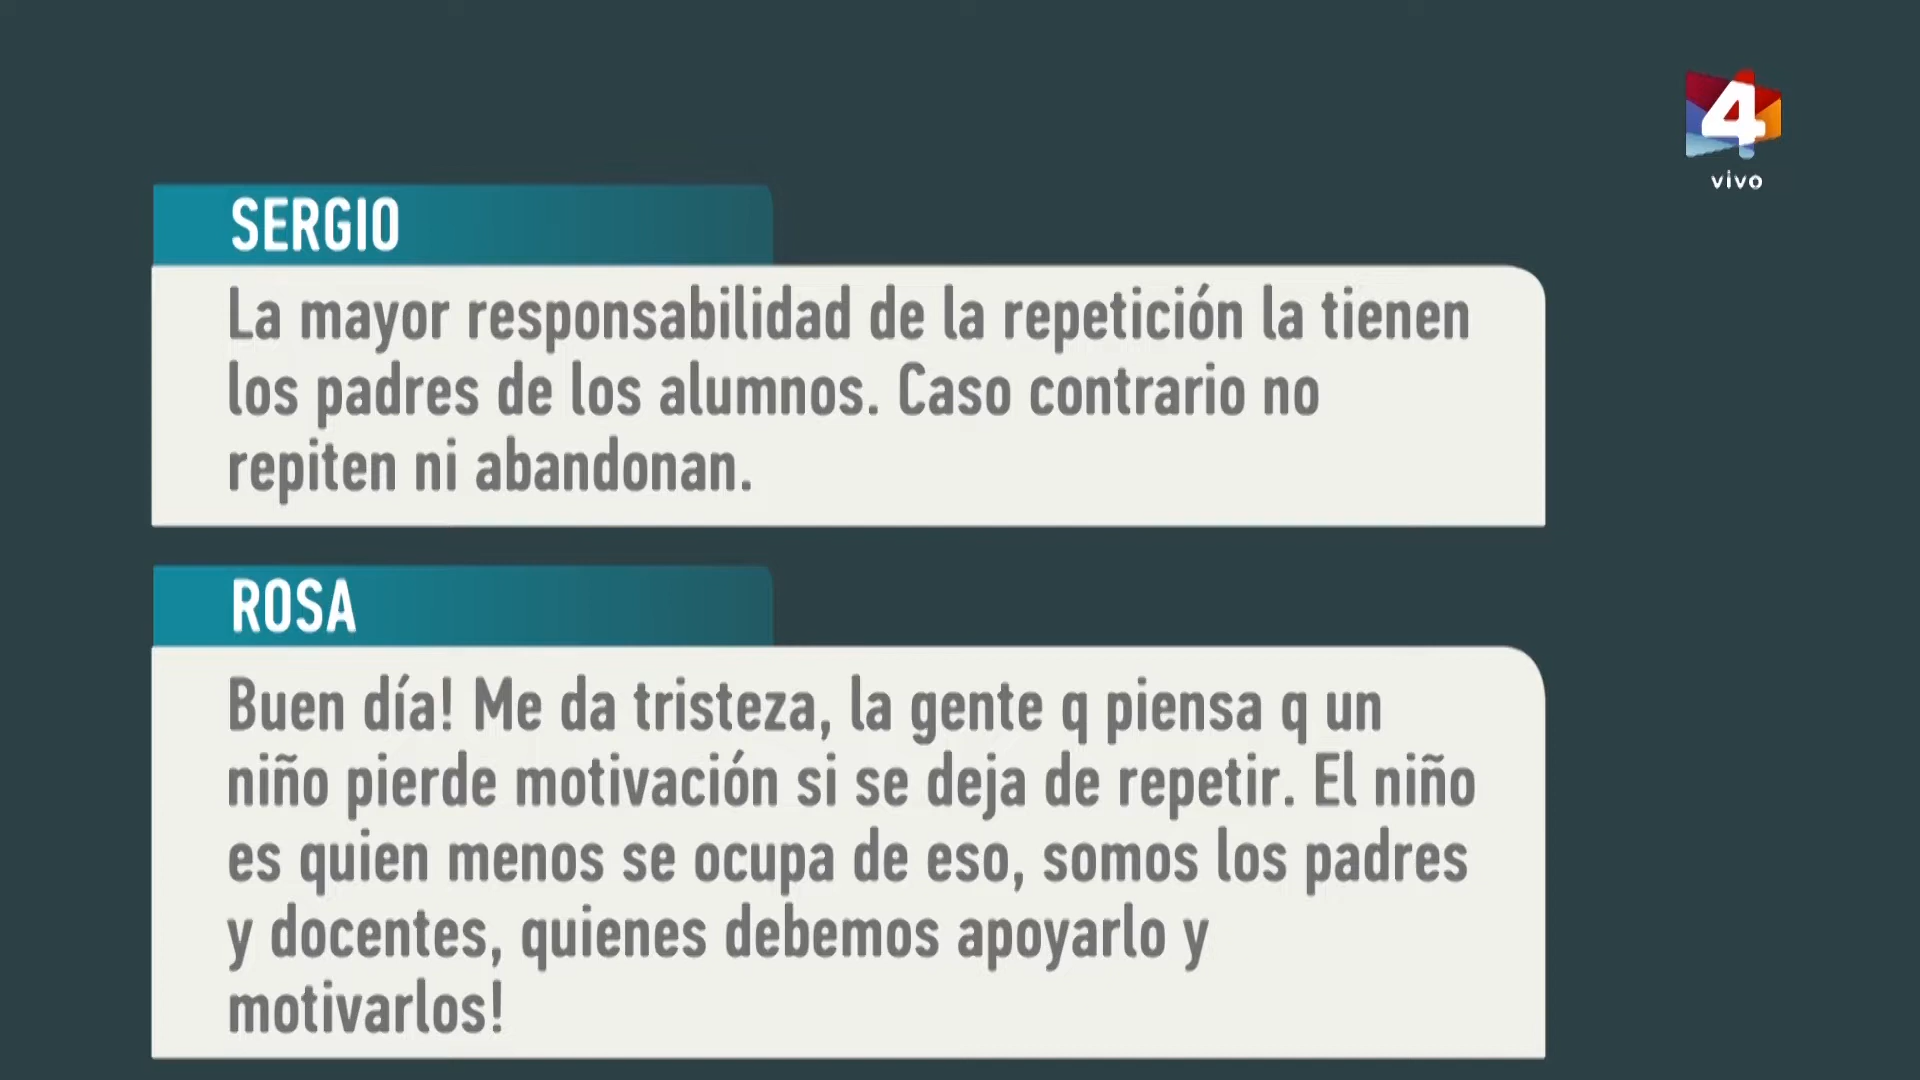 4
vivo
SERGIO
La mayor responsabilidad de la repetición la tienen
los padres de los alumnos. Caso contrario no
repiten ni abandonan.
ROSA
Buen día! Me da tristeza, la gente q piensa q un
niño pierde motivación si se deja de repetir. El niño
es quien menos se ocupa de eso, somos los padres
y docentes, quienes debemos apoyarlo y
motivarlos!